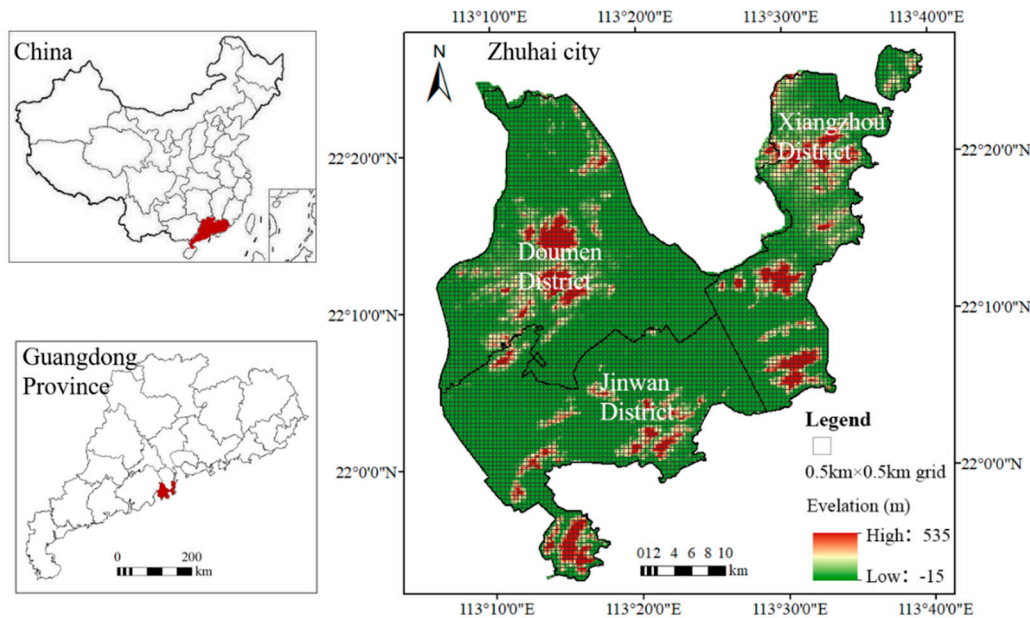 China
Guangdong
Province
0 200
km
Zhuhai city
N
113°10'0"E 113°20'0"E 113°30'0"E 113°40'0"E
22°20'0"N
22°10'0"N
22°0'0"N
22°20'0"N
22°10'0"N
22°0'0"N
Xiangzhou
District
Doumen
District
Jinwan
District
Legend
0.5km×0.5km grid
Evelation (m)
High: 535
Low: -15
012 4 6 8 10
km
113°10'0"E 113°20'0"E 113°30'0"E 113°40'0"E